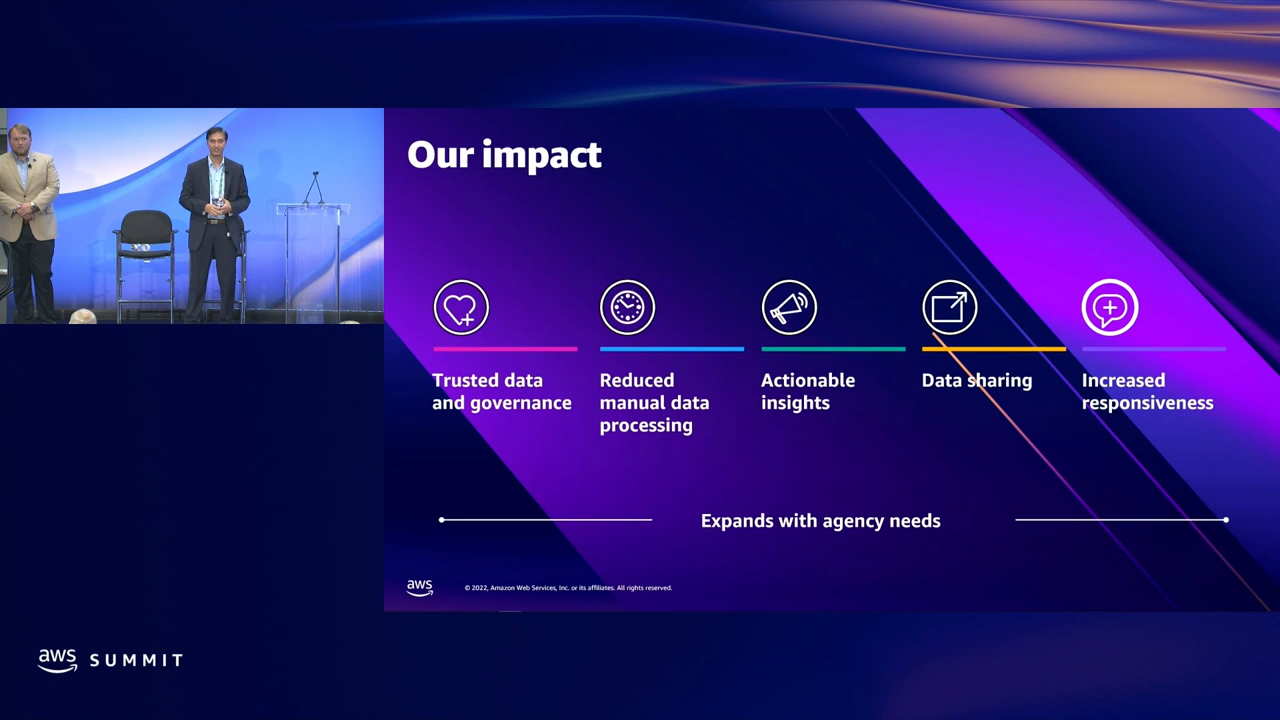 Our impact
Trusted data
and governance
Reduced
manual data
processing
Actionable
insights
Data sharing
Increased
responsiveness
Expands with agency needs
aws
© 2022, Amazon Web Services, Inc. or its affiliates. All rights reserved.
aws SUMMIT